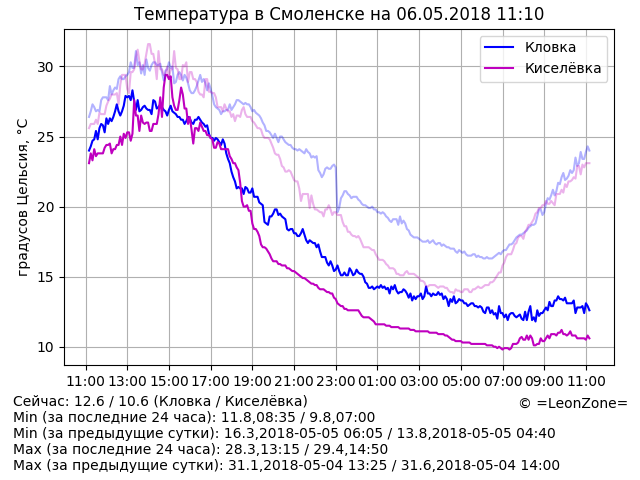 Температура в Смоленске на 06.05.2018 11:10
Кловка
Киселёвка
градусов Цельсия, °C
30
25
20
15
10
11:00 13:00 15:00 17:00 19:00 21:00 23:00 01:00 03:00 05:00 07:00 09:00 11:00
Сейчас: 12.6 / 10.6 (Кловка / Киселёвка)
© =LeonZone=
Min (за последние 24 часа): 11.8,08:35 / 9.8,07:00
Min (за предыдущие сутки): 16.3,2018-05-05 06:05 / 13.8,2018-05-05 04:40
Max (за последние 24 часа): 28.3,13:15 / 29.4,14:50
Max (за предыдущие сутки): 31.1,2018-05-04 13:25 / 31.6,2018-05-04 14:00